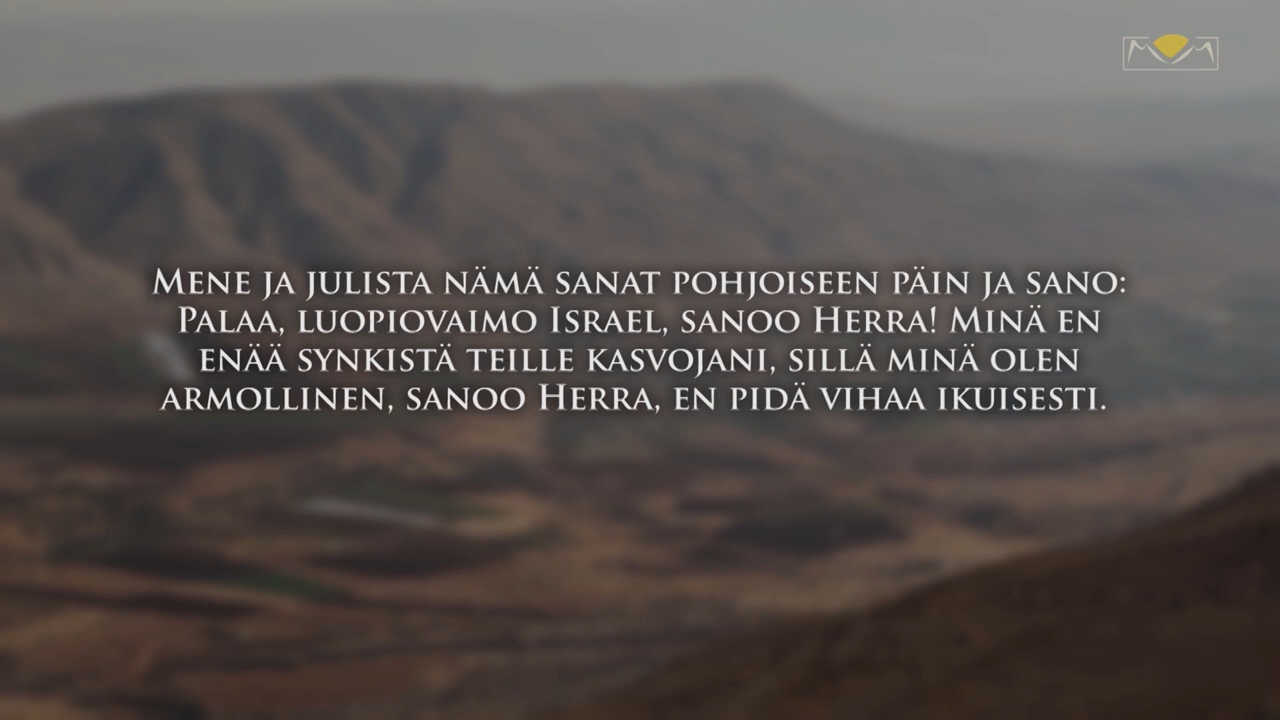 Mene ja julista nämä sanat pohjoiseen päin ja sano:
Palaa, luopiovaimo Israel, sanoo Herra! Minä en
enää synkistä teille kasvojani, sillä minä olen
armollinen, sanoo Herra, en pidä vihaa ikuisesti.